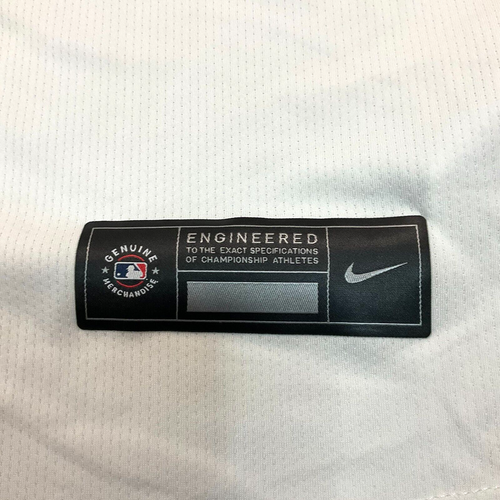 GENUINE
MERCHANDISE
ENGINEERED
TO THE EXACT SPECIFICATIONS
OF CHAMPIONSHIP ATHLETES